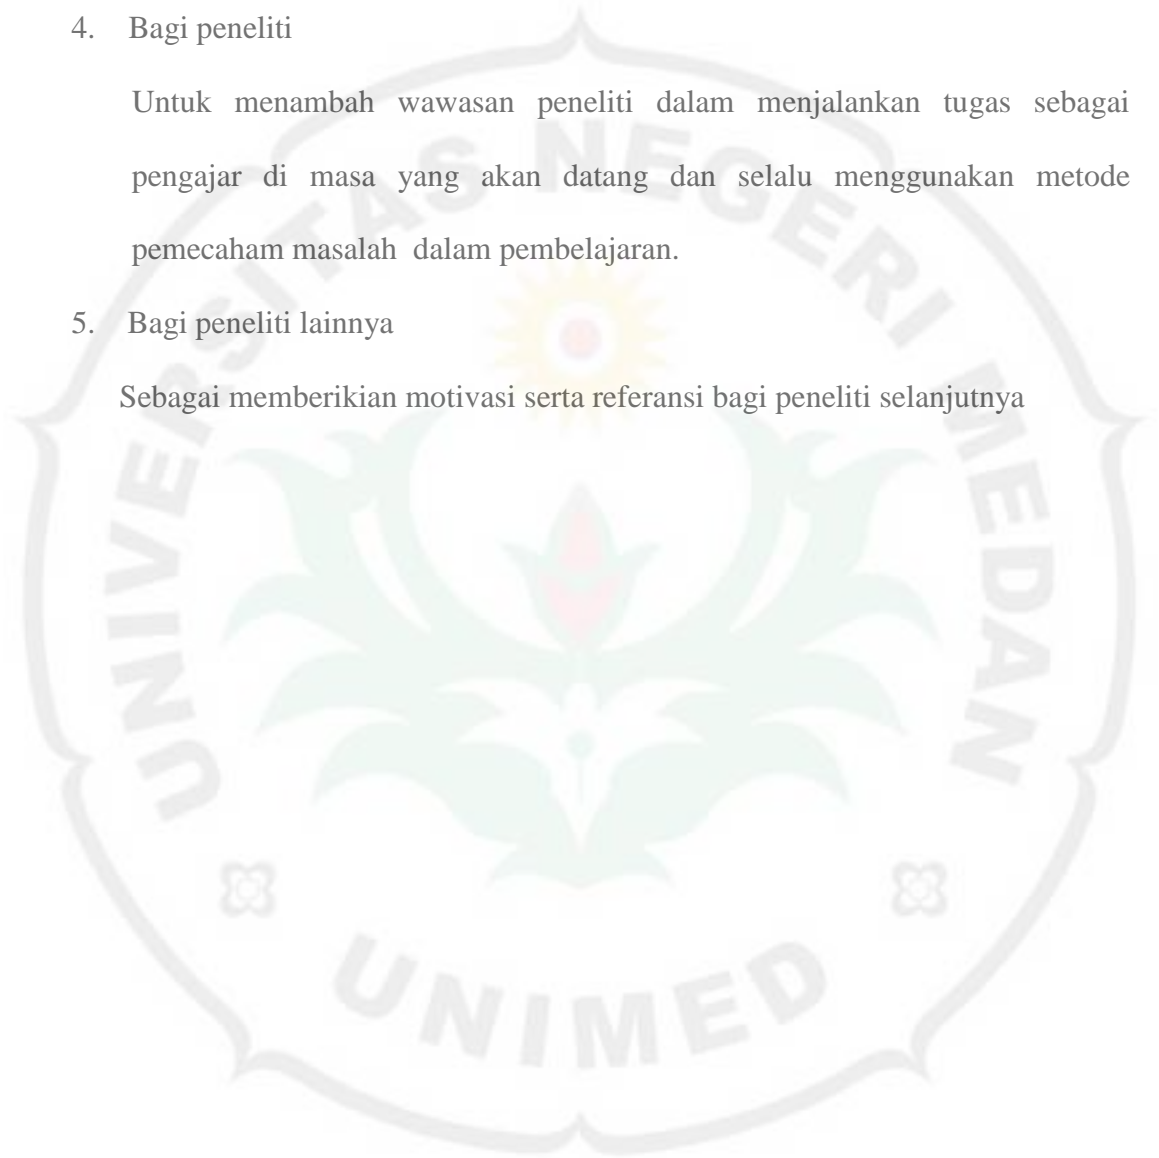 4. Bagi peneliti
Untuk menambah wawasan peneliti dalam menjalankan tugas sebagai
pengajar di masa yang akan datang dan selalu menggunakan metode
pemecaham masalah dalam pembelajaran.
5. Bagi peneliti lainnya
Sebagai memberikian motivasi serta referansi bagi peneliti selanjutnya
UNIVERSITAS NEGERI MEDAN
UNIMED